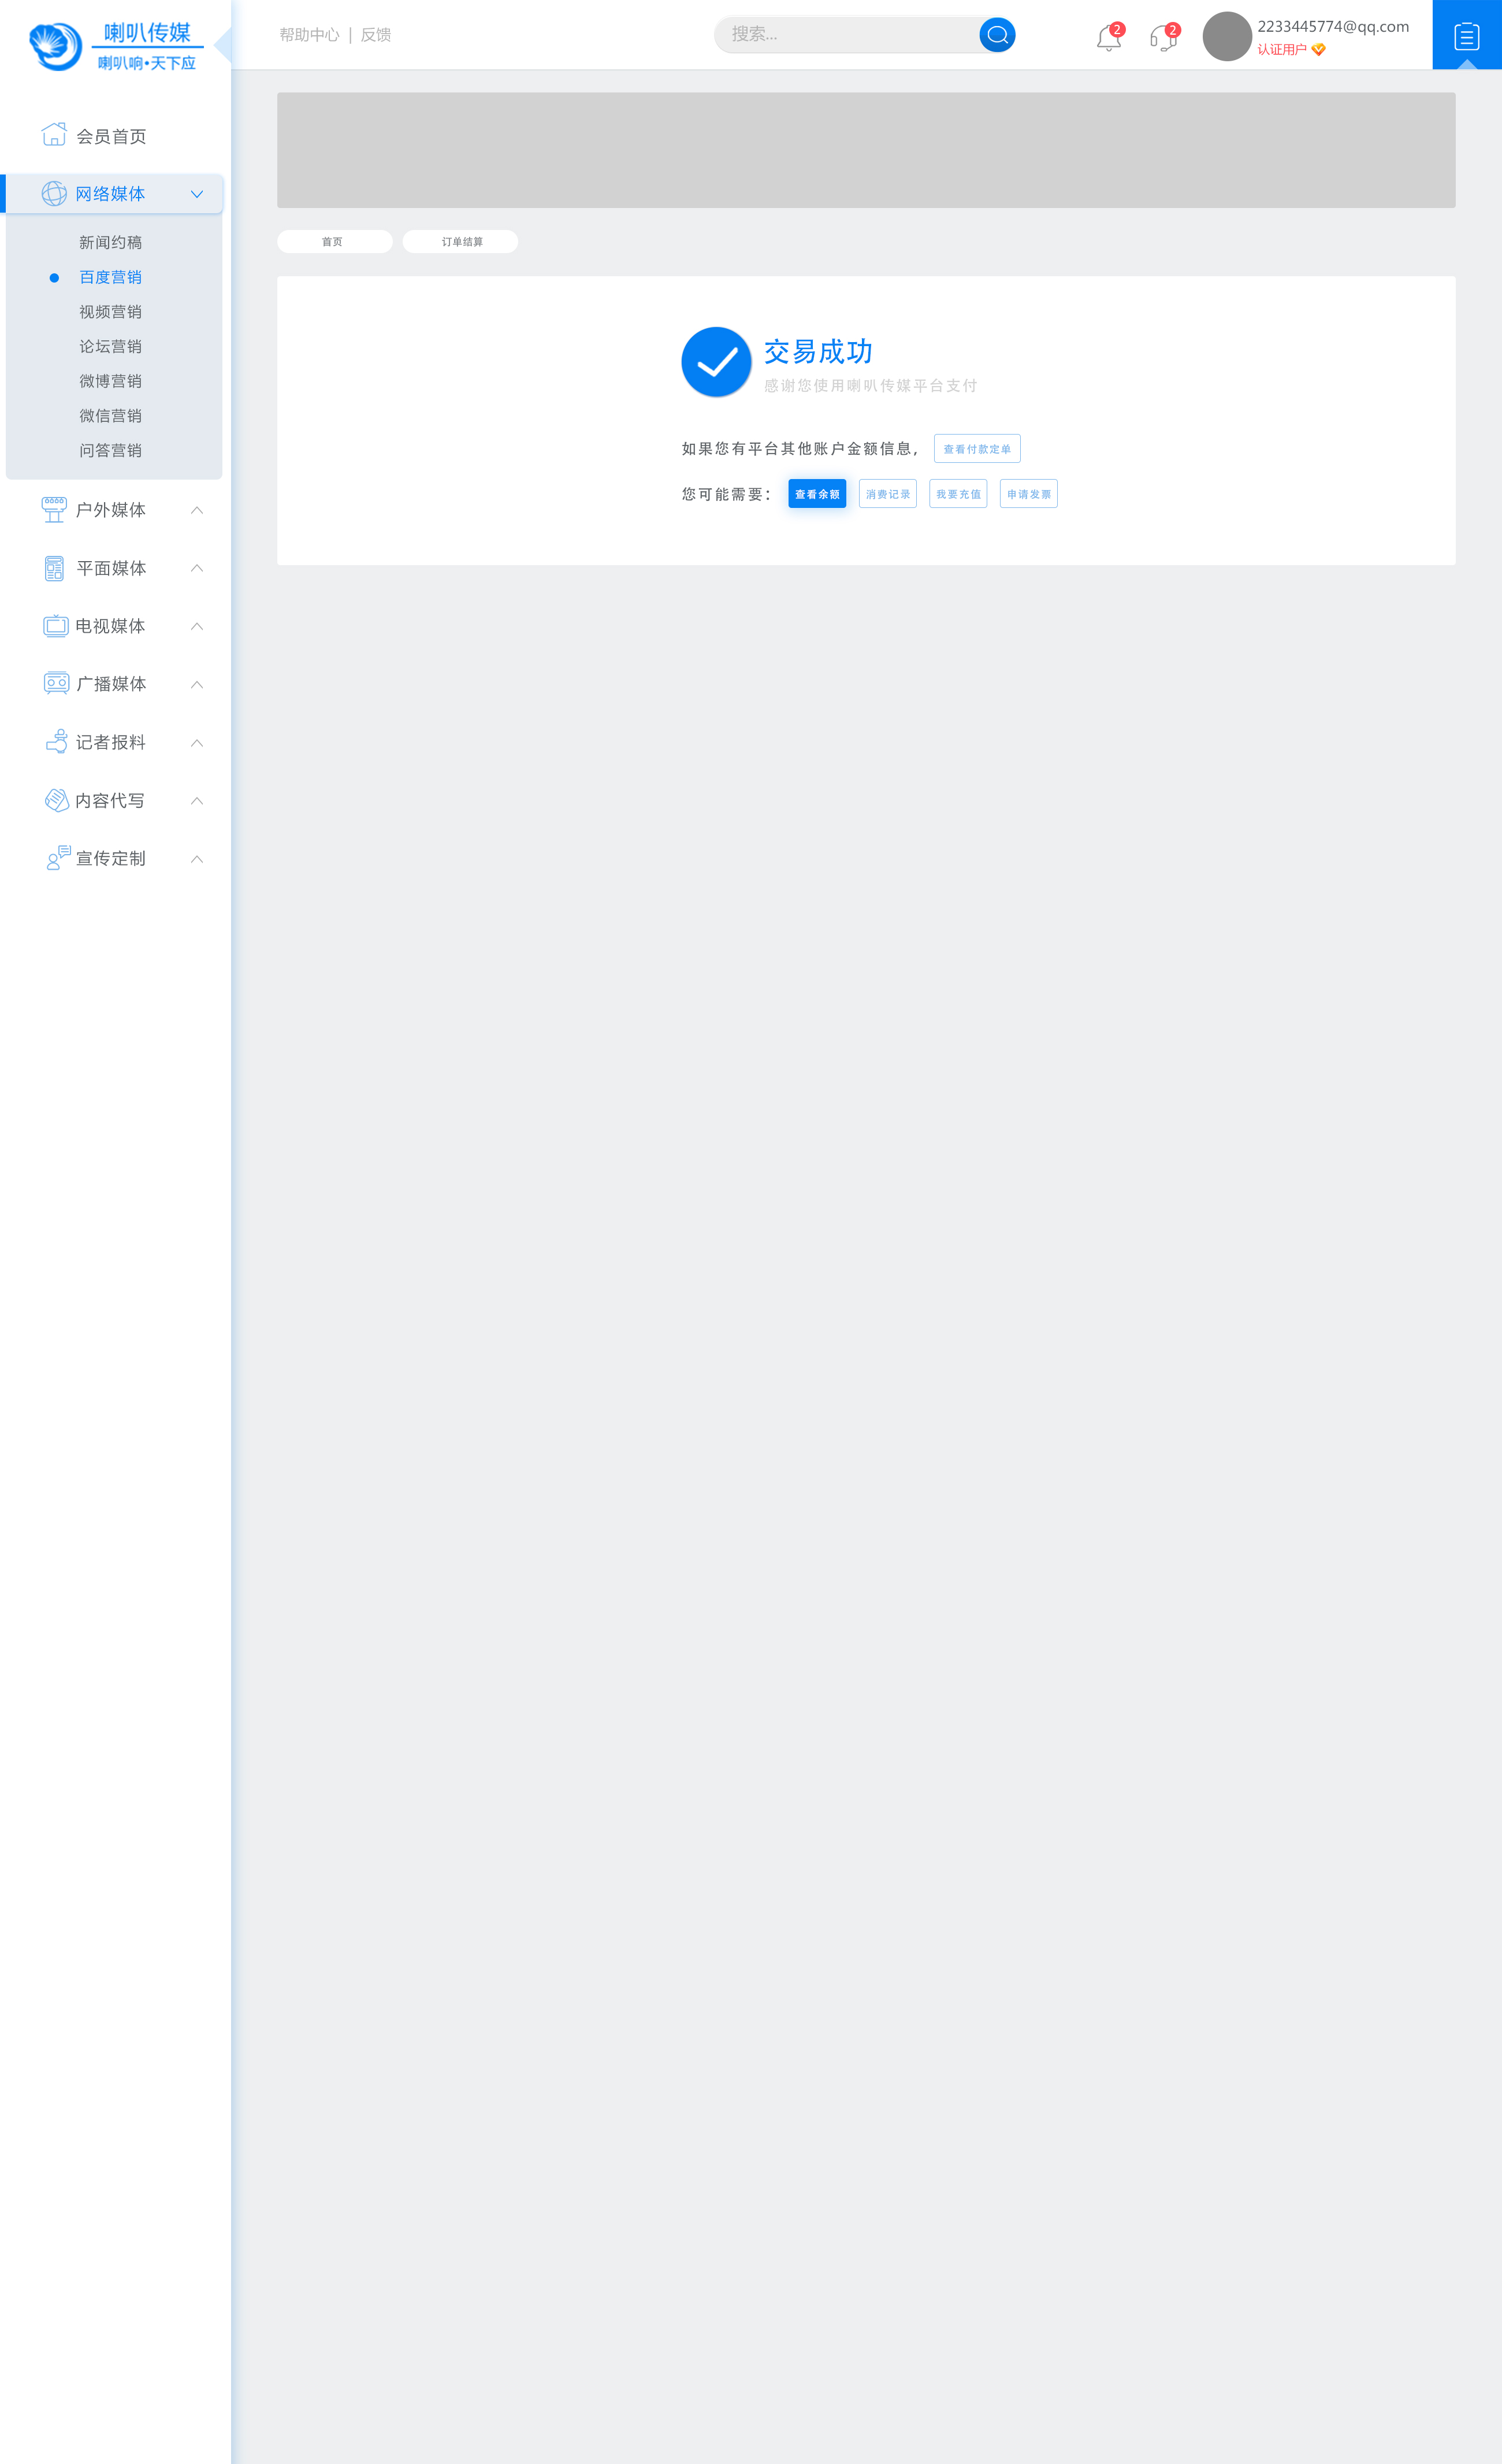 喇叭传媒
喇叭响•天下应
帮助中心 | 反馈
搜索...
2
2
2233445774@qq.com
认证用户
会员首页
网络媒体
新闻约稿
百度营销
视频营销
论坛营销
微博营销
微信营销
问答营销
户外媒体
平面媒体
电视媒体
广播媒体
记者报料
内容代写
宣传定制
首页
订单结算
交易成功
感谢您使用喇叭传媒平台支付
如果您有平台其他账户金额信息，
查看付款定单
您可能需要：
查看余额
消费记录
我要充值
申请发票